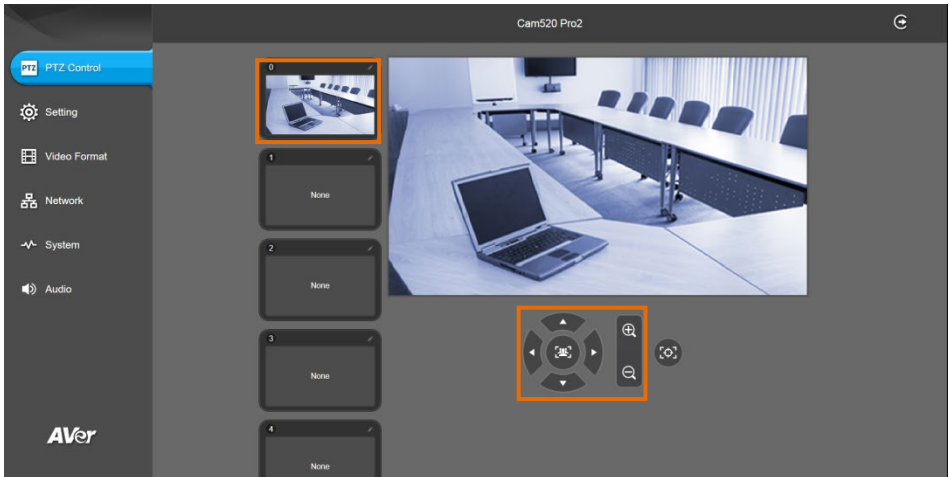 Cam520 Pro2
PTZ PTZ Control
Setting
Video Format
Network
System
Audio
AVer
0
1
None
2
None
3
None
4
None